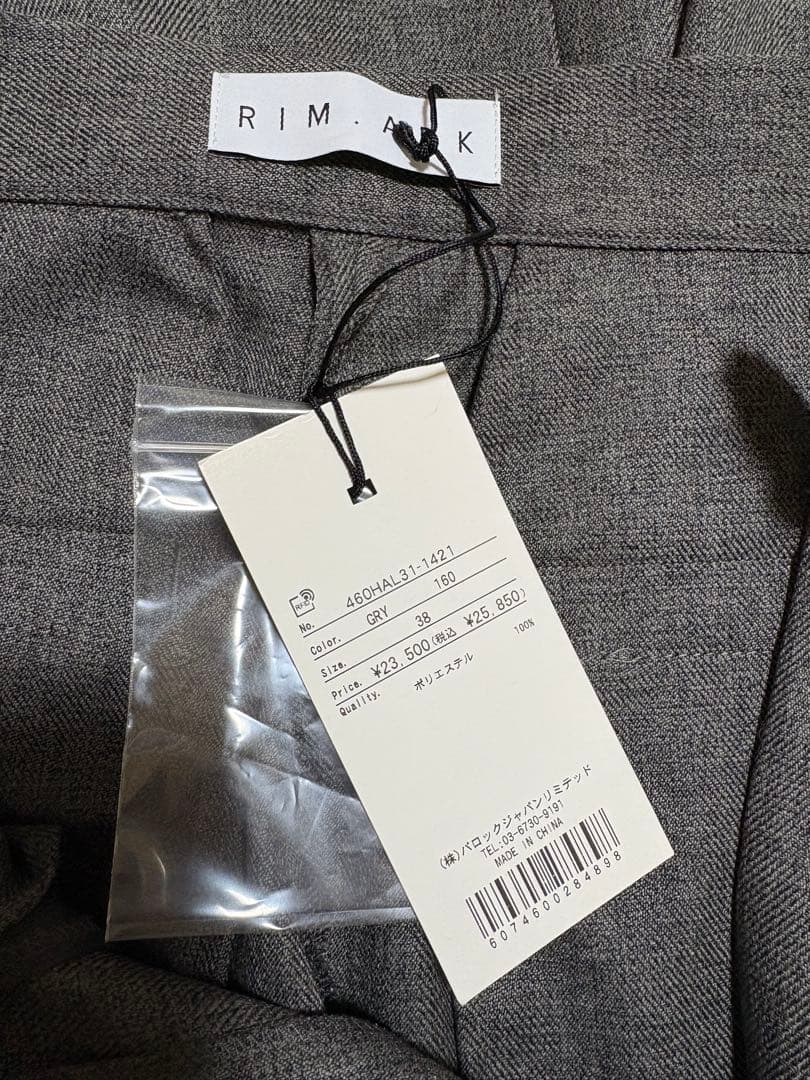 RIM.ARK
RFID
No. 460HAL31-1421
Color. GRY 160
Size. 38
Price. ¥23,500(税込 ¥25,850)
Quality. ポリエステル 100%
(株)バロックジャパンリミテッド
TEL:03-6730-9191
MADE IN CHINA
6074600284898